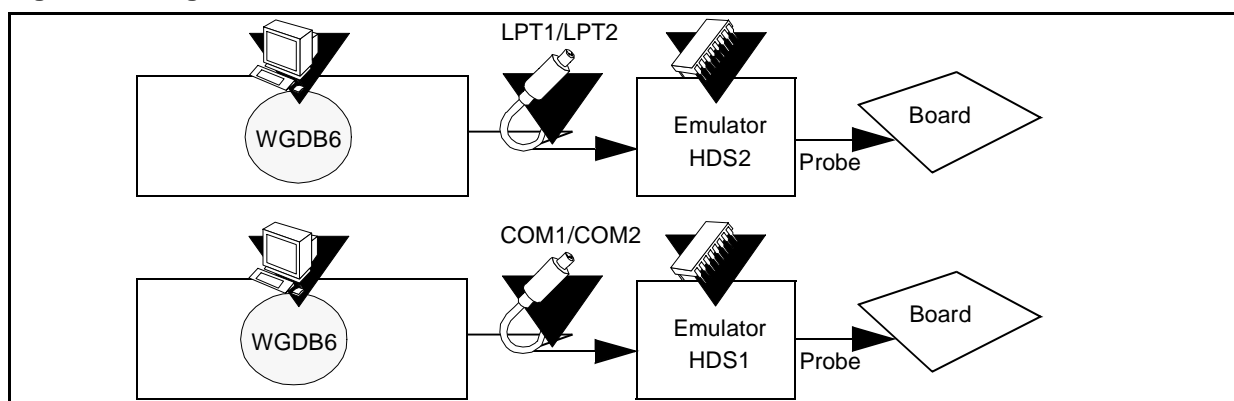 LPT1/LPT2
WGDB6
Emulator
HDS2
Probe
Board
COM1/COM2
WGDB6
Emulator
HDS1
Probe
Board